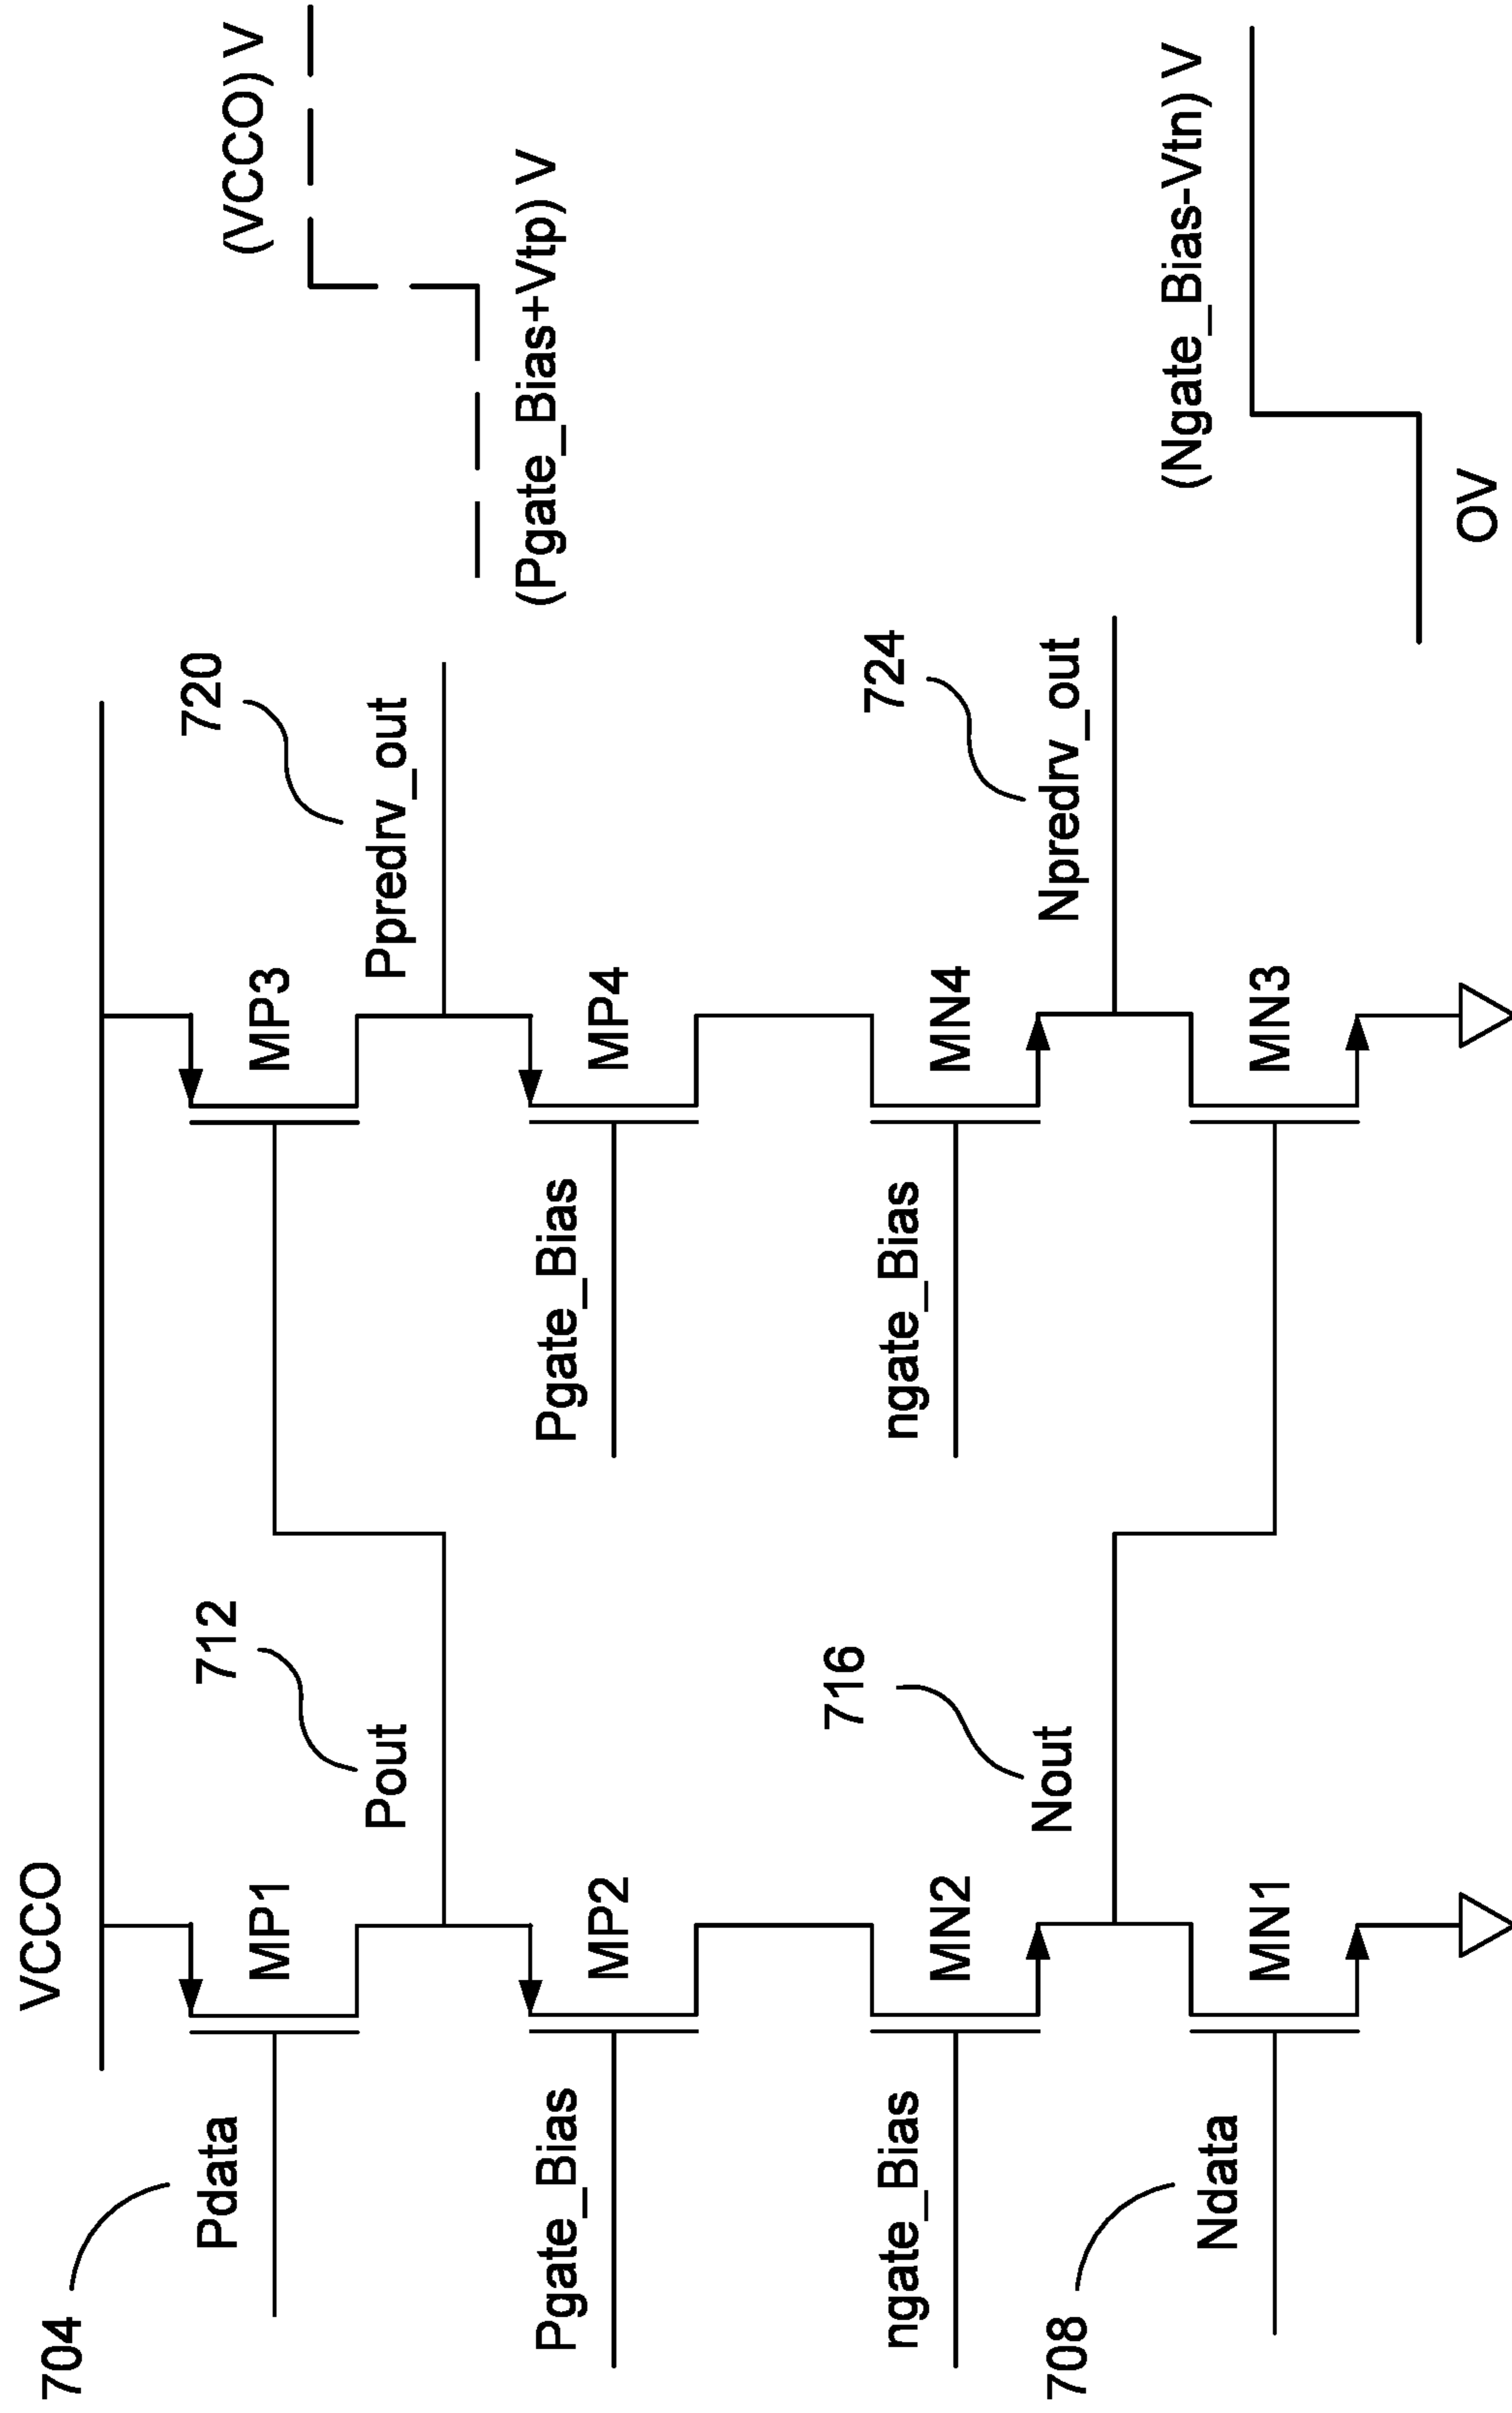 VCCO
704
Pdata
MP1
Pout
712
MP3
Ppredrv_out
720
(VCCO) V
(Pgate_Bias+Vtp) V
Pgate_Bias
MP2
Pgate_Bias
MP4
ngate_Bias
MN2
ngate_Bias
MN4
716
Nout
724
Npredrv_out
708
Ndata
MN1
MN3
(Ngate_Bias-Vtn) V
OV